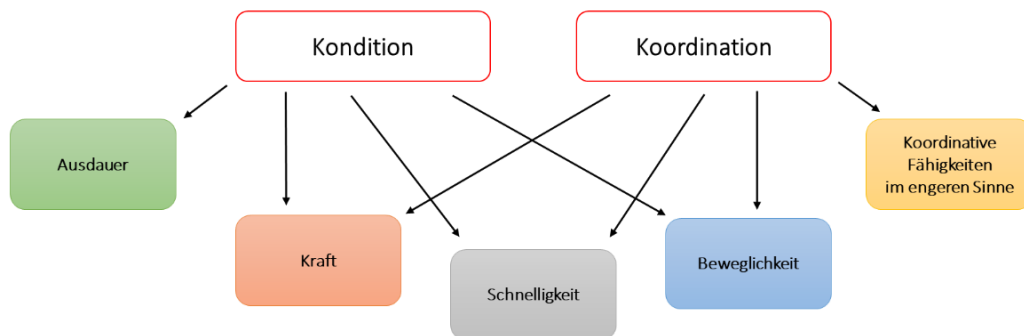 Kondition
Koordination
Ausdauer
Koordinative
Fähigkeiten
im engeren Sinne
Kraft
Schnelligkeit
Beweglichkeit